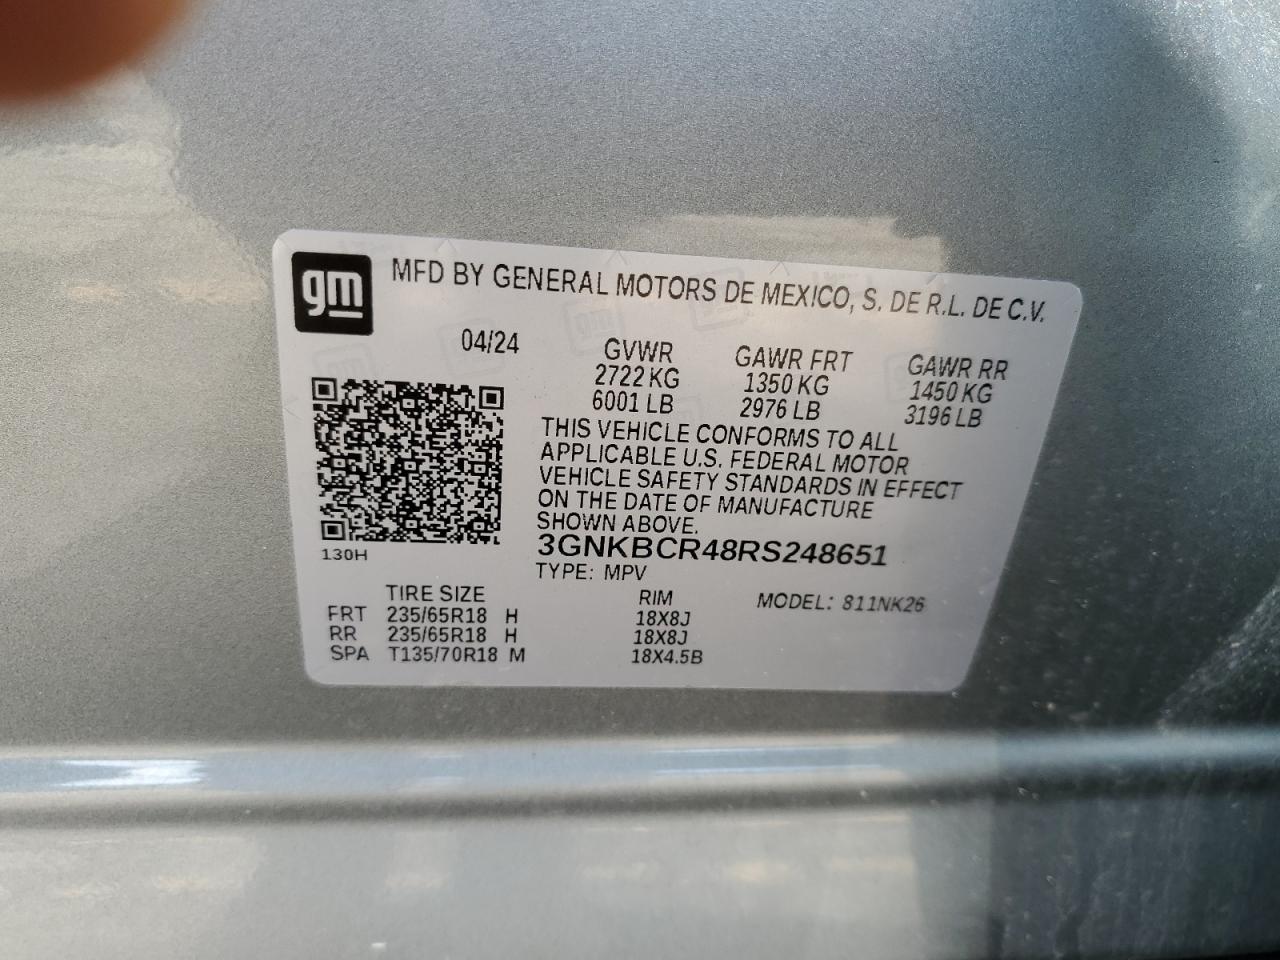 gm
MFD BY GENERAL MOTORS DE MEXICO, S. DE R.L. DE C.V.
04/24 GVWR GAWR FRT GAWR RR
2722 KG 1350 KG 1450 KG
6001 LB 2976 LB 3196 LB
THIS VEHICLE CONFORMS TO ALL
APPLICABLE U.S. FEDERAL MOTOR
VEHICLE SAFETY STANDARDS IN EFFECT
ON THE DATE OF MANUFACTURE
SHOWN ABOVE.
130H 3GNKBCR48RS248651
TYPE: MPV
TIRE SIZE RIM MODEL: 811NK26
FRT 235/65R18 H 18X8J
RR 235/65R18 H 18X8J
SPA T135/70R18 M 18X4.5B